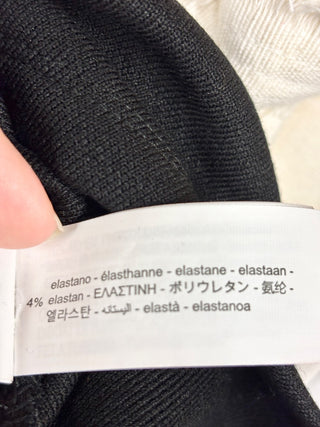 elastano - élasthanne - elastane - elastaan -
4% elastan - ΕΛΑΣΤΙΝΗ - ポリウレタン - 氨纶 -
엘라스탄 - اليستانه - elastà - elastanoa